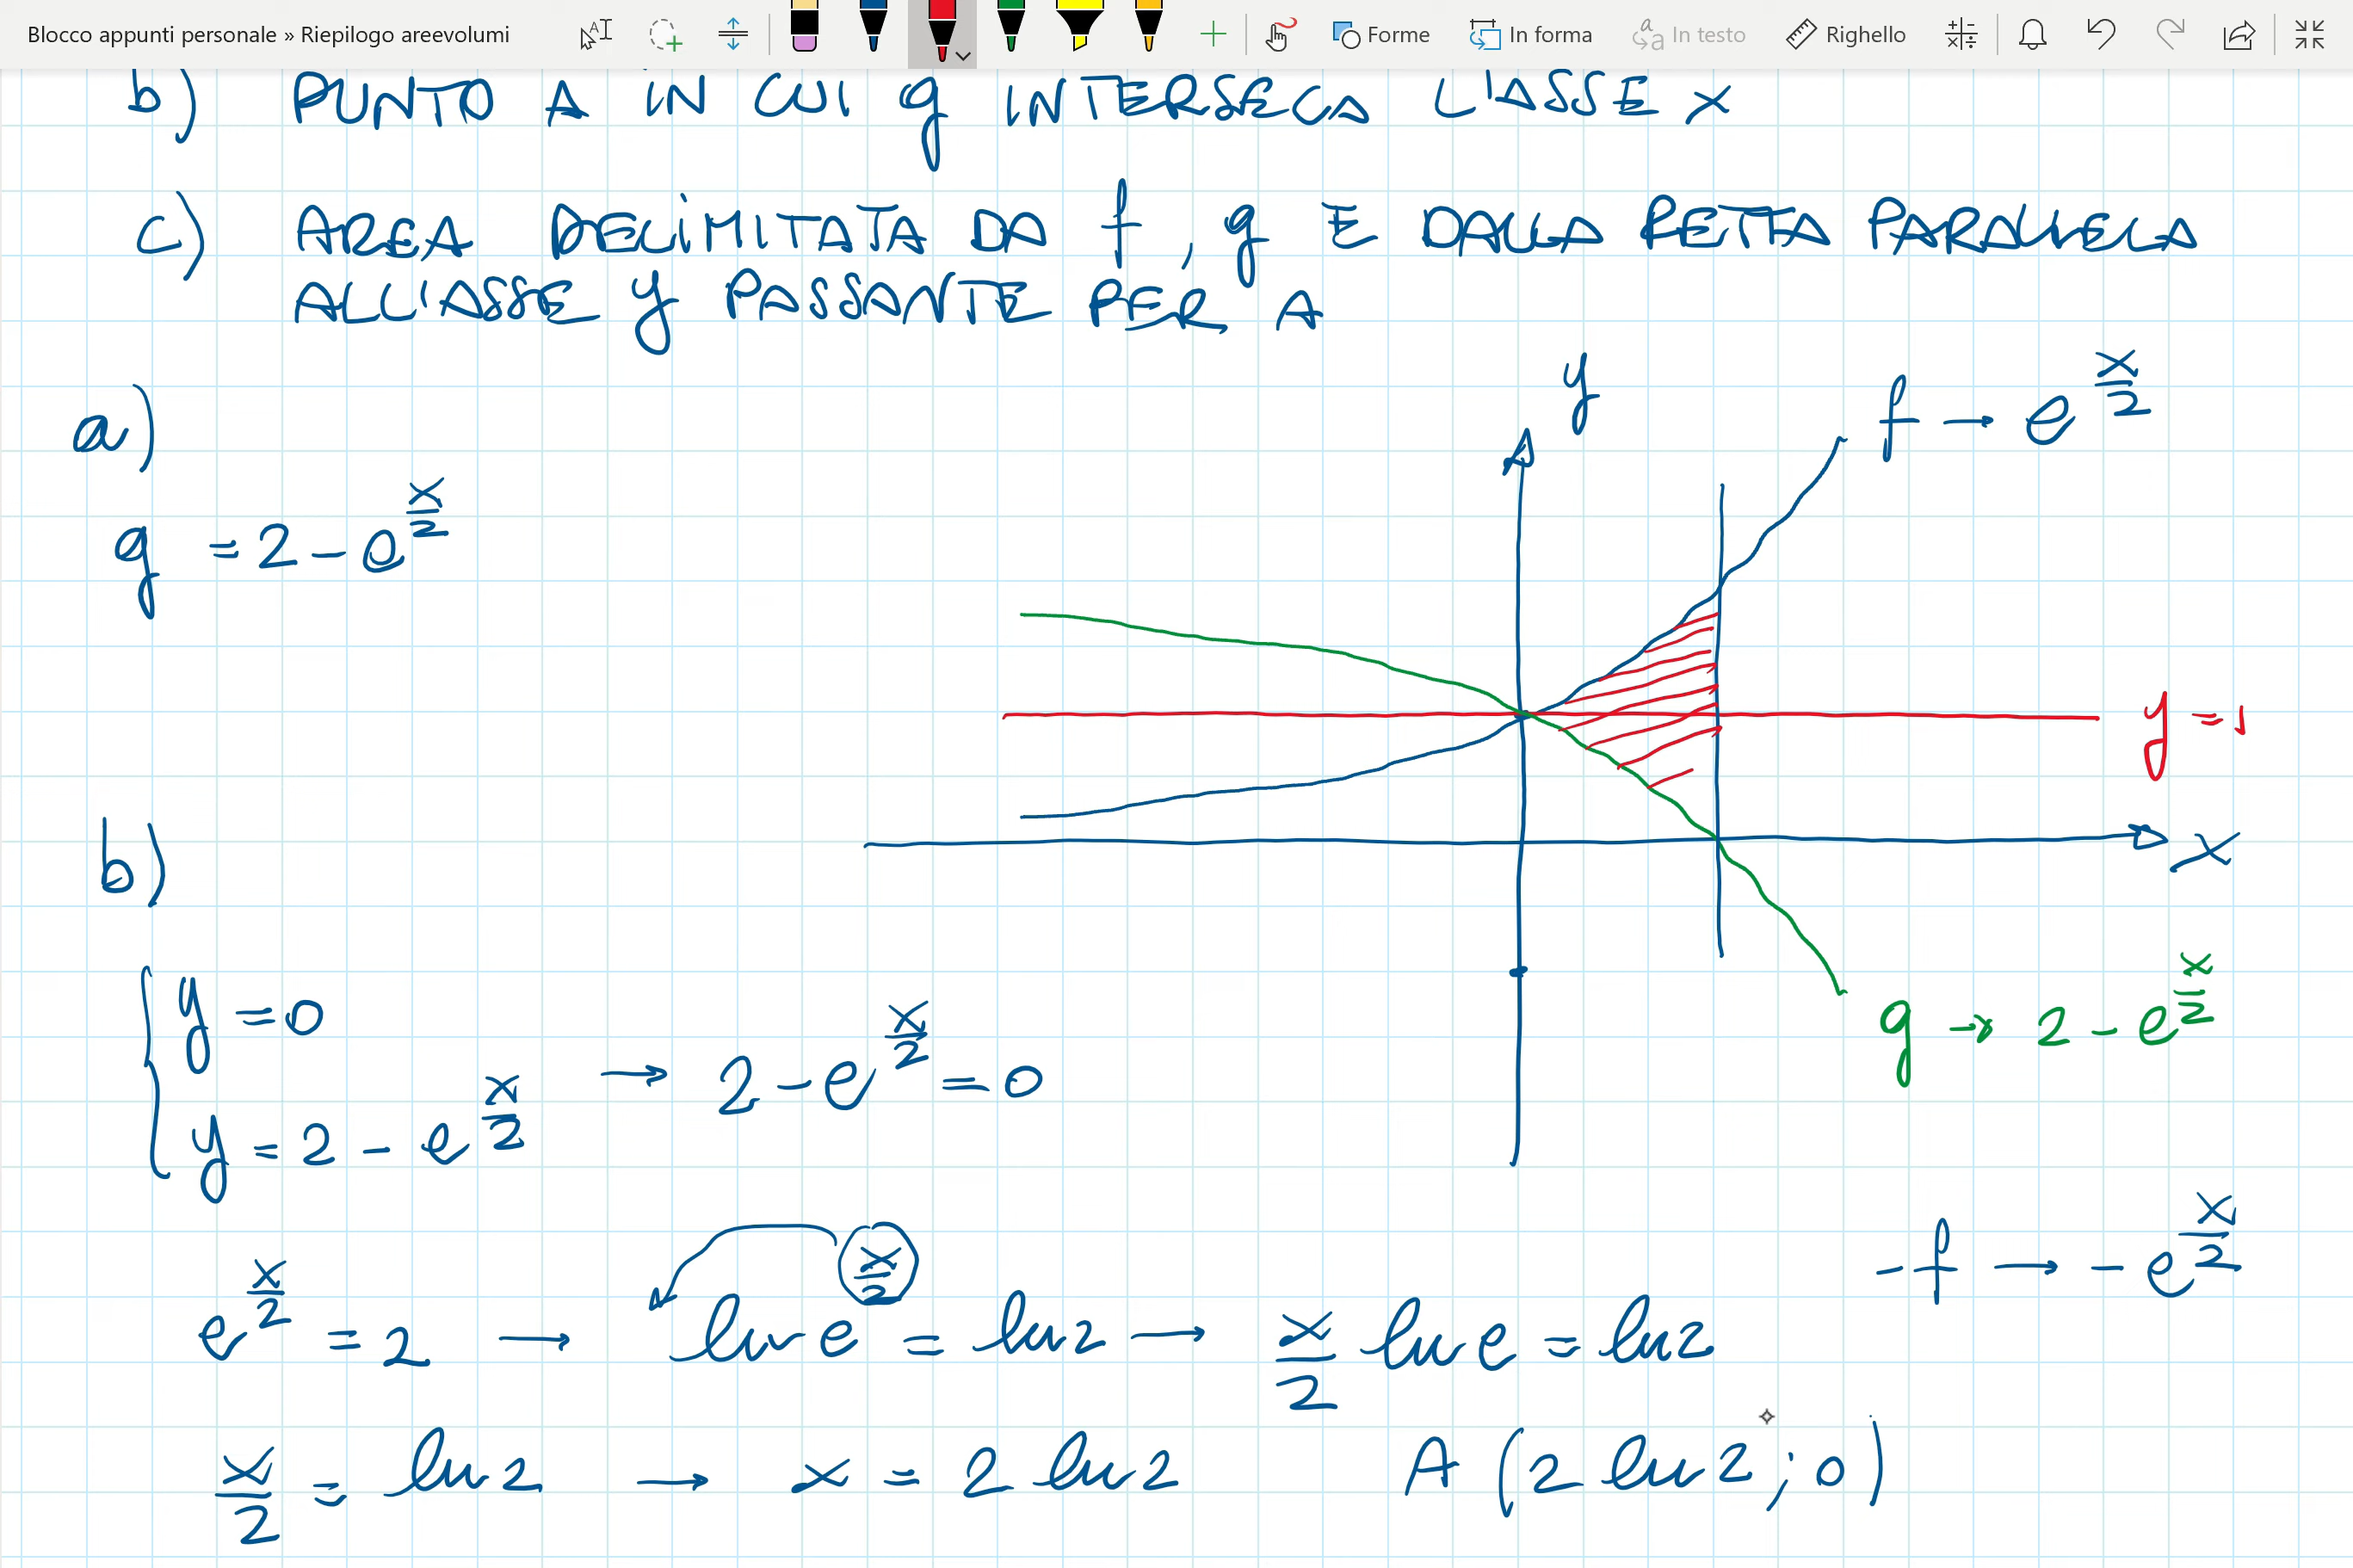 Blocco appunti personale » Riepilogo areevolumi Forme In forma In testo Righello
b) PUNTO A IN CUI g INTERSECA L'ASSE x
c) AREA DELIMITATA DA f, g E DALLA RETTA PARALLELA
ALL'ASSE y PASSANTE PER A
y
f → e^(x/2)
a)
g = 2 - e^(x/2)
y = 1
x
b)
g → 2 - e^(x/2)
y = 0
y = 2 - e^(x/2) → 2 - e^(x/2) = 0
-f → -e^(x/2)
e^(x/2) = 2 → ln e^(x/2) = ln 2 → x/2 ln e = ln 2
x/2 = ln 2 → x = 2 ln 2 A (2 ln 2 ; 0)